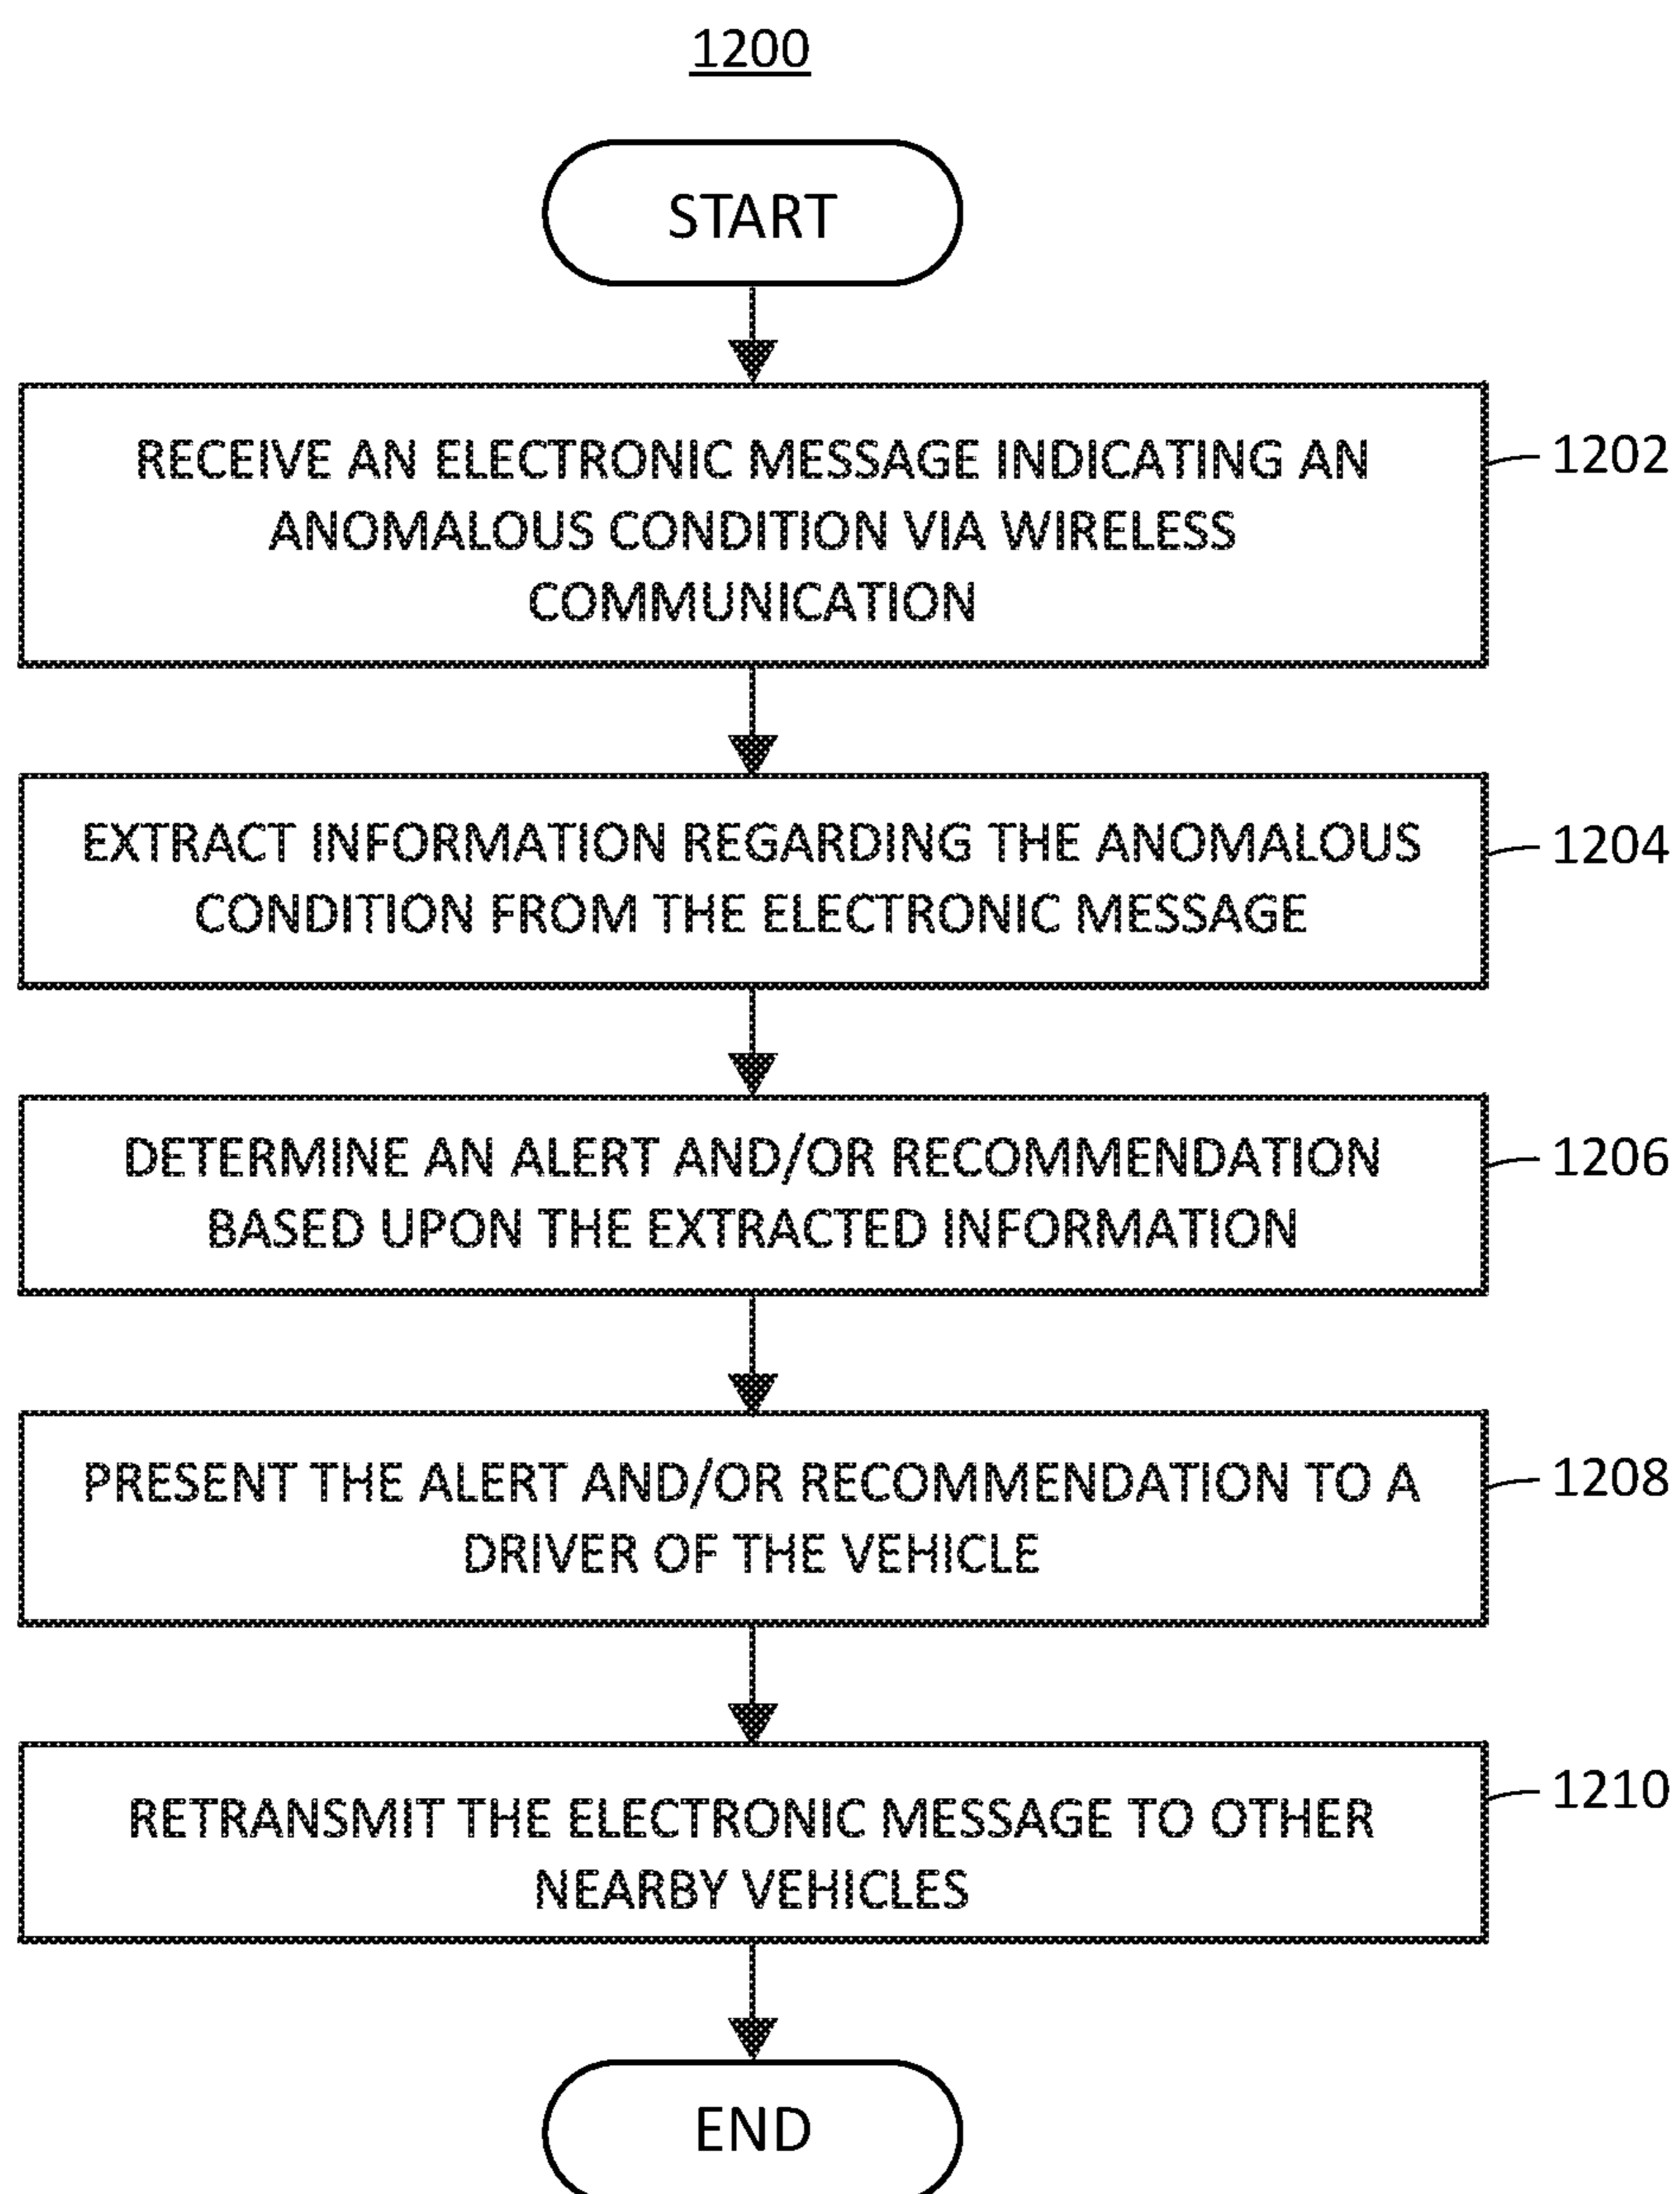 1200
START
RECEIVE AN ELECTRONIC MESSAGE INDICATING AN
ANOMALOUS CONDITION VIA WIRELESS
COMMUNICATION
1202
EXTRACT INFORMATION REGARDING THE ANOMALOUS
CONDITION FROM THE ELECTRONIC MESSAGE
1204
DETERMINE AN ALERT AND/OR RECOMMENDATION
BASED UPON THE EXTRACTED INFORMATION
1206
PRESENT THE ALERT AND/OR RECOMMENDATION TO A
DRIVER OF THE VEHICLE
1208
RETRANSMIT THE ELECTRONIC MESSAGE TO OTHER
NEARBY VEHICLES
1210
END